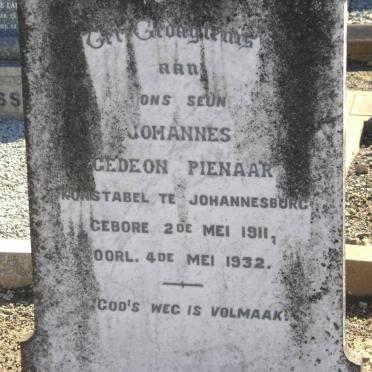 Ter Gedagtenis
AAN
ONS SEUN
JOHANNES
GEDEON PIENAAR
KONSTABEL TE JOHANNESBURG
GEBORE 2DE MEI 1911,
OORL. 4DE MEI 1932.
GOD'S WEG IS VOLMAAK.